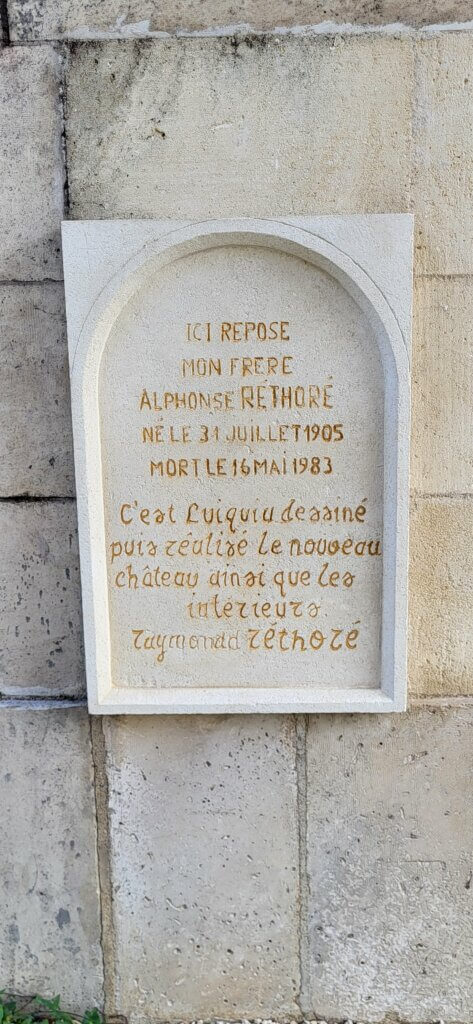 ICI REPOSE
MON FRERE
ALPHONSE RÉTHORÉ
NÉ LE 31 JUILLET 1905
MORT LE 16 MAI 1983
C'est Lui qui a dessiné
puis réalisé le nouveau
château ainsi que les
intérieurs.
raymond réthoré